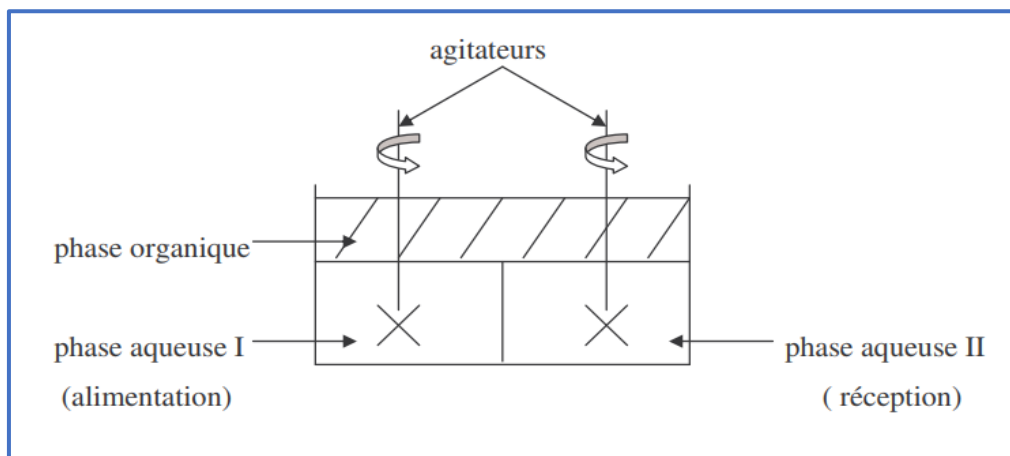 agitateurs
phase organique
phase aqueuse I
(alimentation)
phase aqueuse II
( réception)